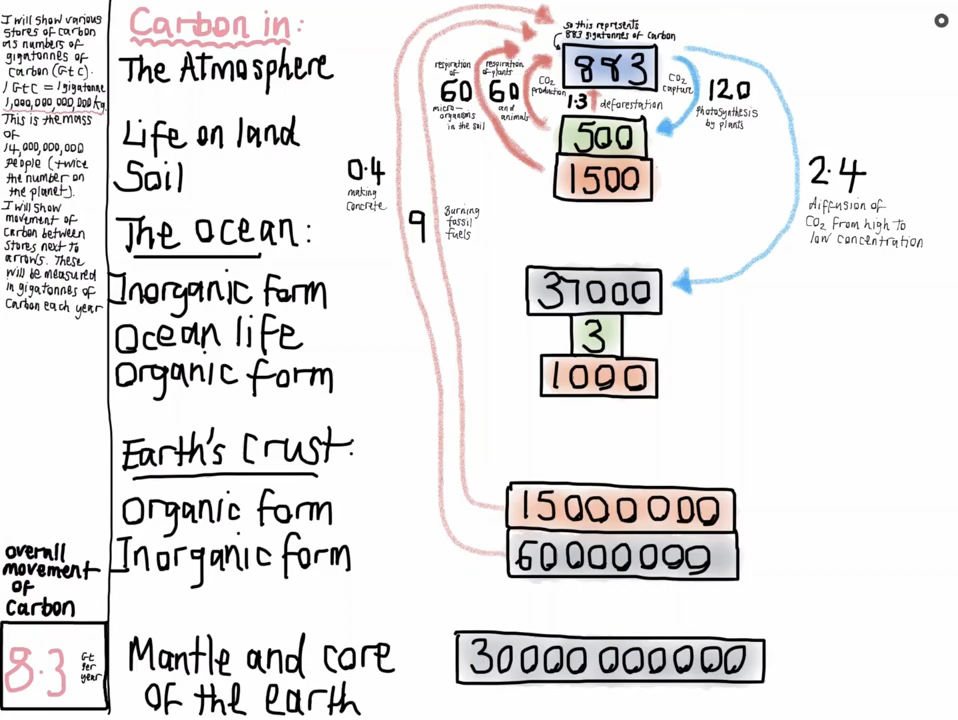 I will show various
stores of carbon
as numbers of
gigatonnes of
carbon (Gt C).
1 GtC = 1 gigatonne
1,000,000,000,000 kg
This is the mass
of
14,000,000,000
people (twice
the number on
the planet).
I will show
movement of
carbon between
stores next to
arrows. These
will be measured
in gigatonnes of
carbon each year
overall
movement
of
carbon
8.3
Gt
per
year
Carbon in:
The Atmosphere
Life on land
Soil
The ocean:
Inorganic form
Ocean life
Organic form
Earth's crust:
Organic form
Inorganic form
Mantle and core
of the earth
so this represents
883 gigatonnes of carbon
883
500
1500
respiration
of
60
micro-
organisms
in the soil
respiration
of plants
60
and
animals
CO2
production
1.3
deforestation
CO2
capture
120
photosynthesis
by plants
2.4
diffusion of
CO2 from high to
low concentration
0.4
making
concrete
9
Burning
fossil
fuels
37000
3
1000
15000 000
60000000
30000 000000